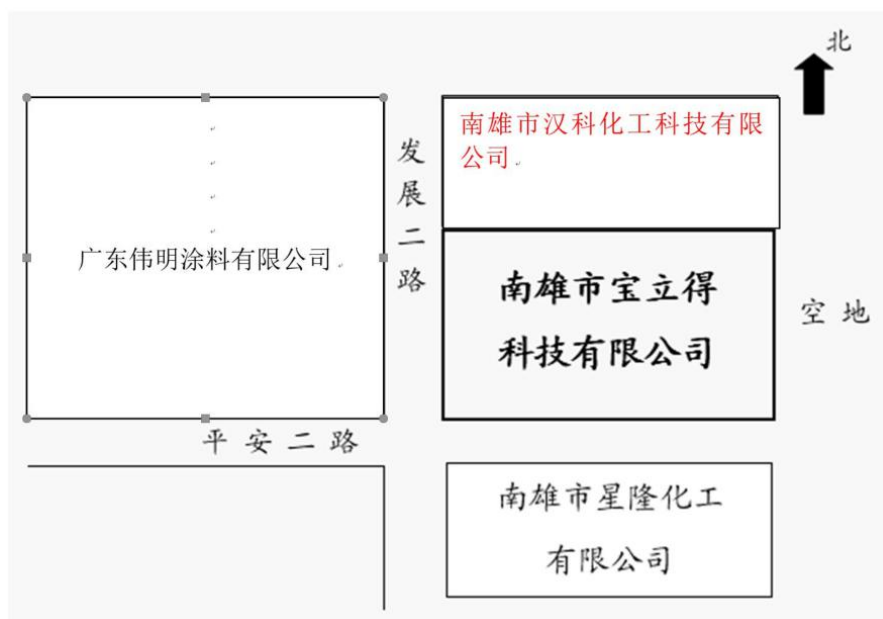 北
南雄市汉科化工科技有限
公司
发展二路
广东伟明涂料有限公司
南雄市宝立得
科技有限公司
空地
平安二路
南雄市星隆化工
有限公司